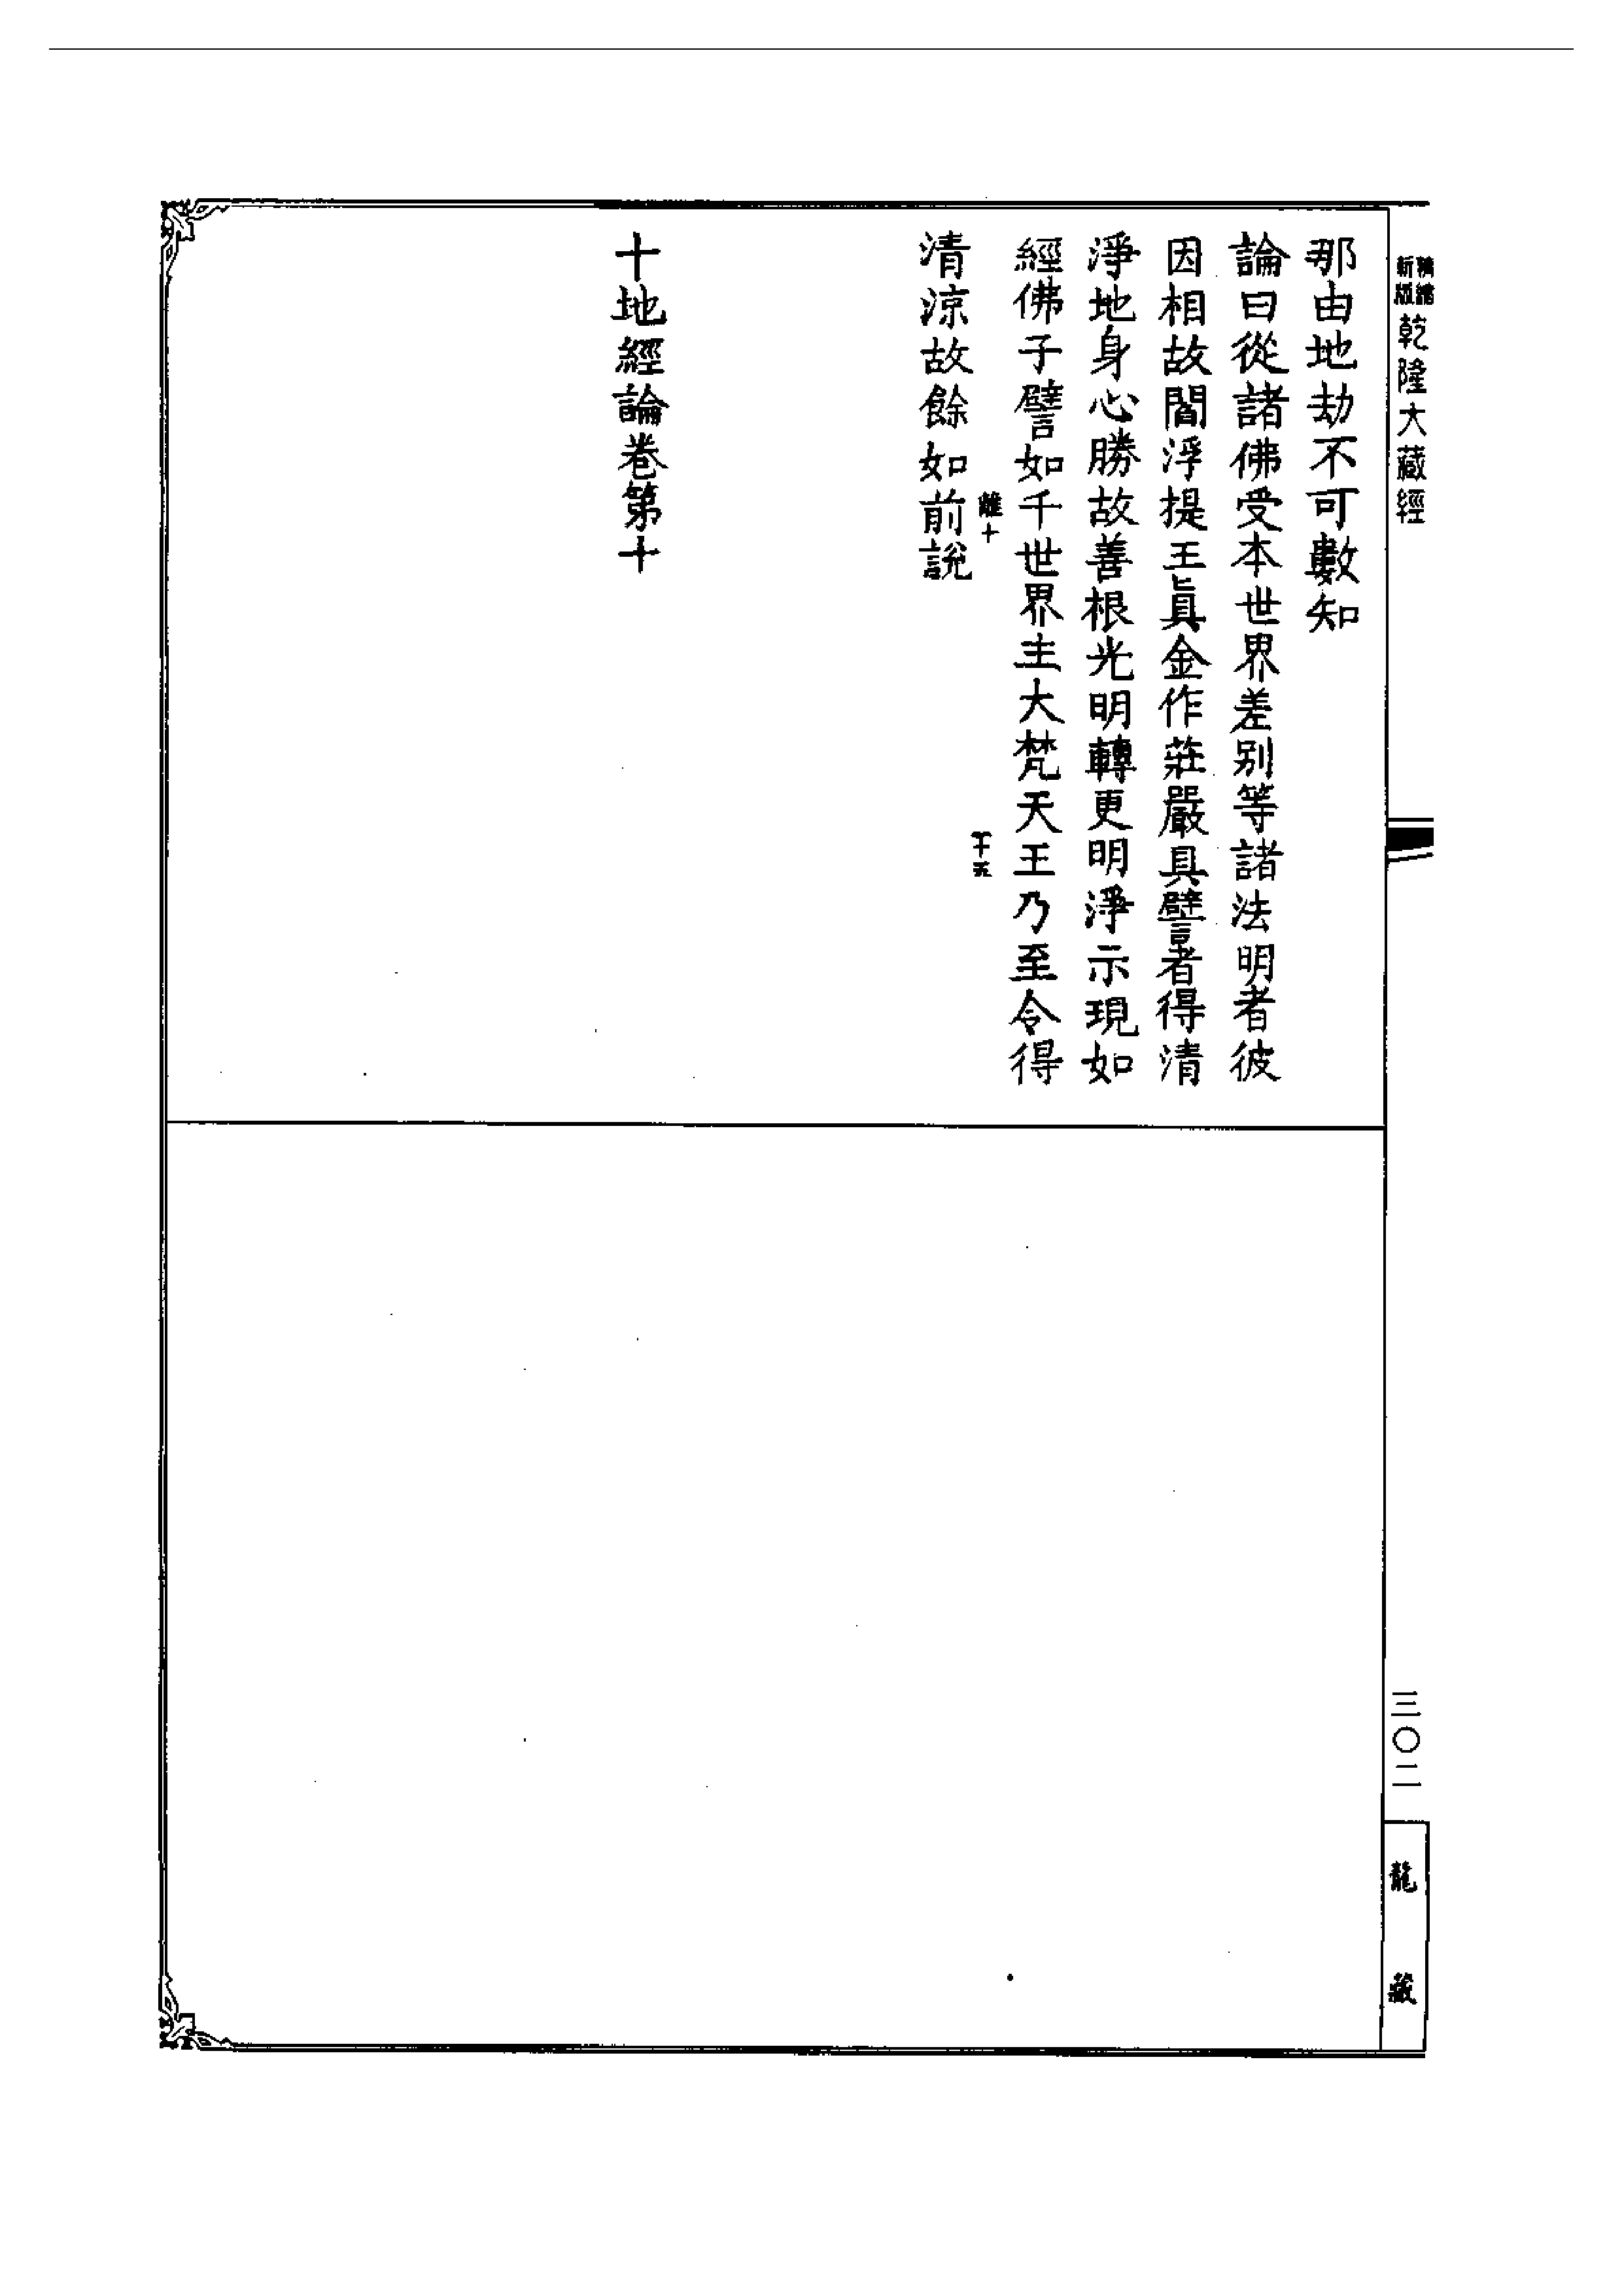 新版 精縮 乾隆大藏經
三〇二
龍藏
那由地劫不可數知
論曰從諸佛受本世界差別等諸法明者彼
因相故閻浮提王眞金作莊嚴具譬者得清
淨地身心勝故善根光明轉更明淨示現如
經佛子譬如千世界主大梵天王乃至令得
離十
十五
清涼故餘如前說
十地經論卷第十